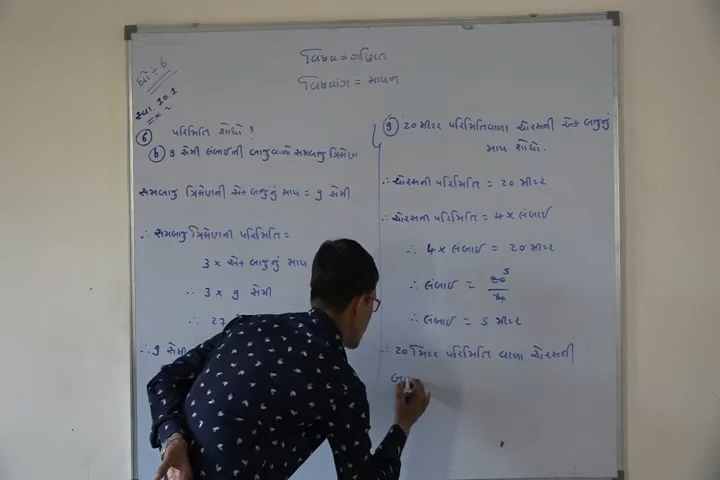 વિષય = ગણિત
વિષયાંગ = માપન
ધો ÷ 6
સ્વા. 10.1
=x=
6 પરિમિતિ શોધો ?
b 9 સેમી લંબાઈની બાજુવાળો સમબાજુ ત્રિકોણ
સમબાજુ ત્રિકોણની એક બાજુનું માપ = 9 સેમી
∴ સમબાજુ ત્રિકોણની પરિમિતિ =
3 x એક બાજુનું માપ
∴ 3 x 9 સેમી
∴ 27
∴ 9 સેમી
9 20 મીટર પરિમિતિવાળા ચોરસની એક બાજુનું
માપ શોધો.
∴ ચોરસની પરિમિતિ = 20 મીટર
∴ ચોરસની પરિમિતિ = 4 x લંબાઈ
∴ 4 x લંબાઈ = 20 મીટર
∴ લંબાઈ = 20 5
4
∴ લંબાઈ = 5 મીટર
∴ 20 મિટર પરિમિતિ વાળા ચોરસની